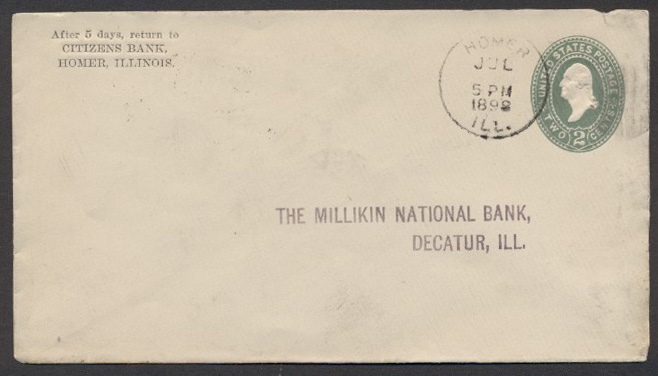 After 5 days, return to
CITIZENS BANK,
HOMER, ILLINOIS.
HOMER
JUL
5 PM
1898
ILL.
UNITED STATES POSTAGE
TWO 2 CENTS
THE MILLIKIN NATIONAL BANK,
DECATUR, ILL.